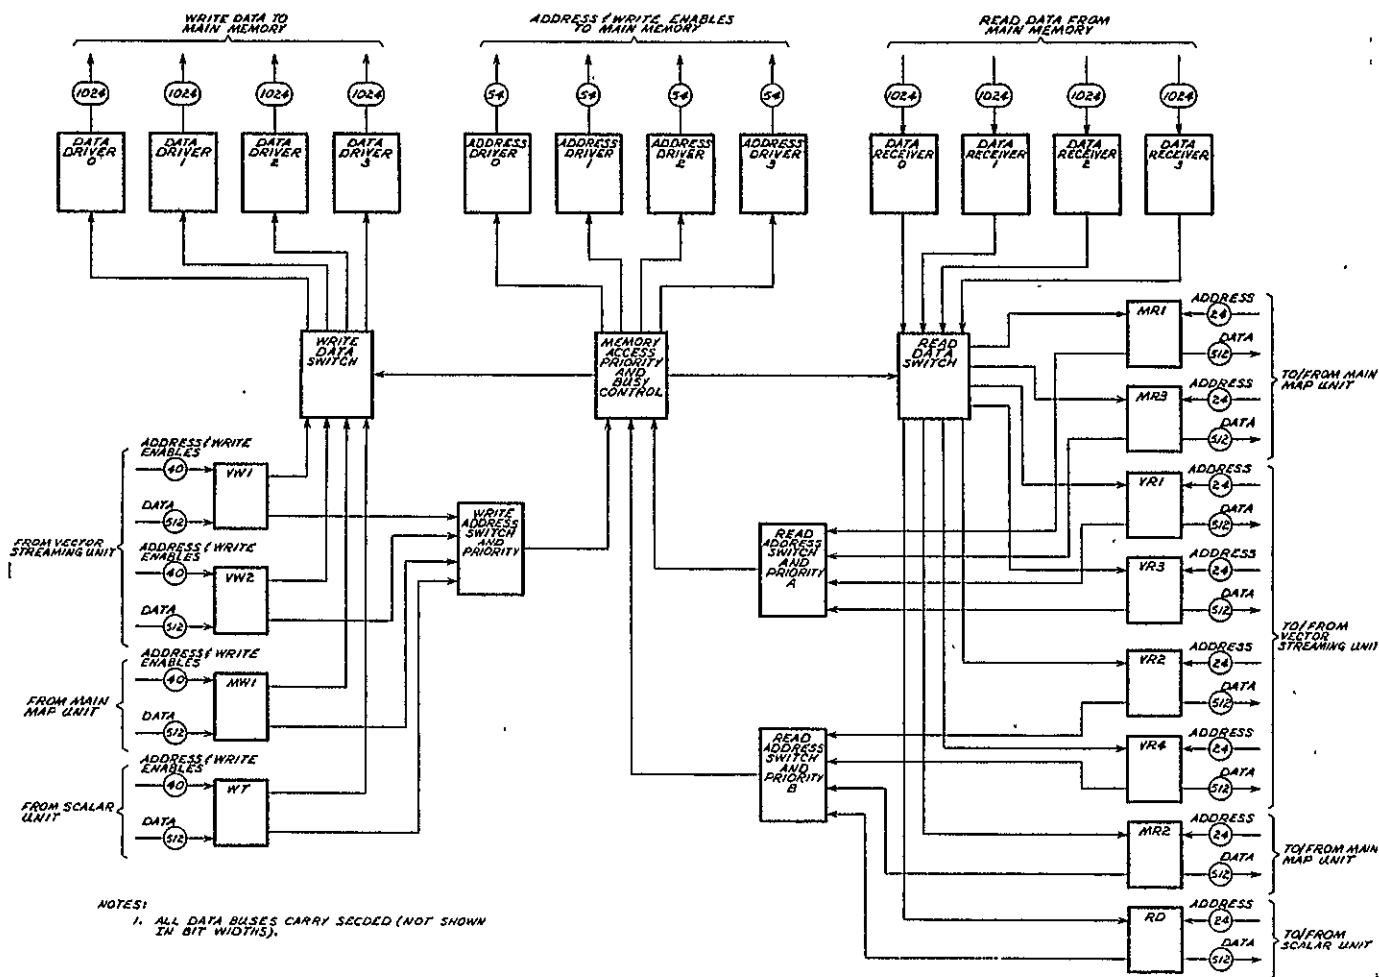 WRITE DATA TO
MAIN MEMORY
ADDRESS & WRITE ENABLES
TO MAIN MEMORY
READ DATA FROM
MAIN MEMORY
1024
1024
1024
1024
54
54
54
54
1024
1024
1024
1024
DATA
DRIVER
0
DATA
DRIVER
1
DATA
DRIVER
2
DATA
DRIVER
3
ADDRESS
DRIVER
0
ADDRESS
DRIVER
1
ADDRESS
DRIVER
2
ADDRESS
DRIVER
3
DATA
RECEIVER
0
DATA
RECEIVER
1
DATA
RECEIVER
2
DATA
RECEIVER
3
WRITE
DATA
SWITCH
MEMORY
ACCESS
PRIORITY
AND
BUSY
CONTROL
READ
DATA
SWITCH
MR1
ADDRESS
24
DATA
512
MR3
ADDRESS
24
DATA
512
TO/FROM MAIN
MAP UNIT
ADDRESS & WRITE
ENABLES
40
VW1
DATA
512
FROM VECTOR
STREAMING UNIT
ADDRESS & WRITE
ENABLES
40
VW2
DATA
512
WRITE
ADDRESS
SWITCH
AND
PRIORITY
READ
ADDRESS
SWITCH
AND
PRIORITY
A
VR1
ADDRESS
24
DATA
512
VR3
ADDRESS
24
DATA
512
TO/FROM
VECTOR
STREAMING UNIT
ADDRESS & WRITE
ENABLES
40
MW1
FROM MAIN
MAP UNIT
DATA
512
VR2
ADDRESS
24
DATA
512
READ
ADDRESS
SWITCH
AND
PRIORITY
B
VR4
ADDRESS
24
DATA
512
ADDRESS & WRITE
ENABLES
40
WT
FROM SCALAR
UNIT
DATA
512
MR2
ADDRESS
24
DATA
512
TO/FROM MAIN
MAP UNIT
RD
ADDRESS
24
DATA
512
TO/FROM
SCALAR UNIT
NOTES:
1. ALL DATA BUSES CARRY SECDED (NOT SHOWN
IN BIT WIDTHS).